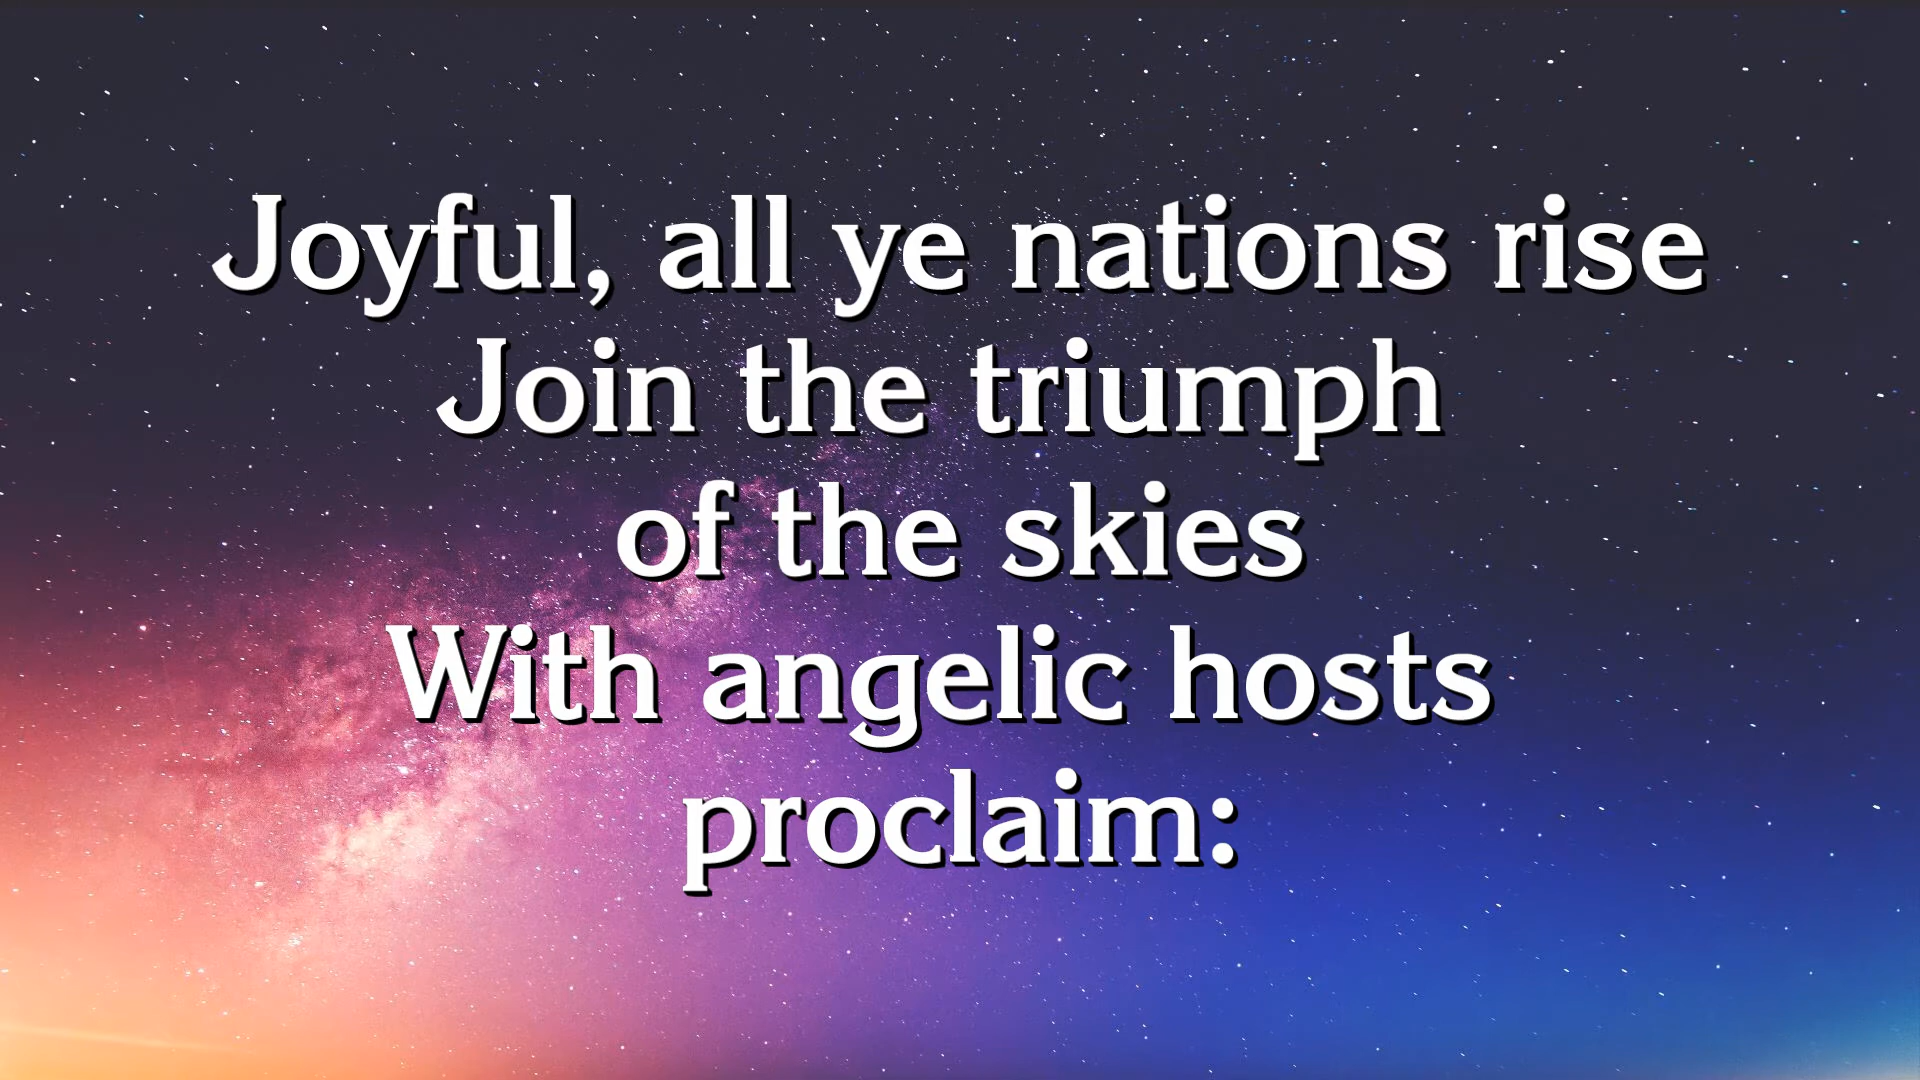 Joyful, all ye nations rise
Join the triumph
of the skies
With angelic hosts
proclaim: